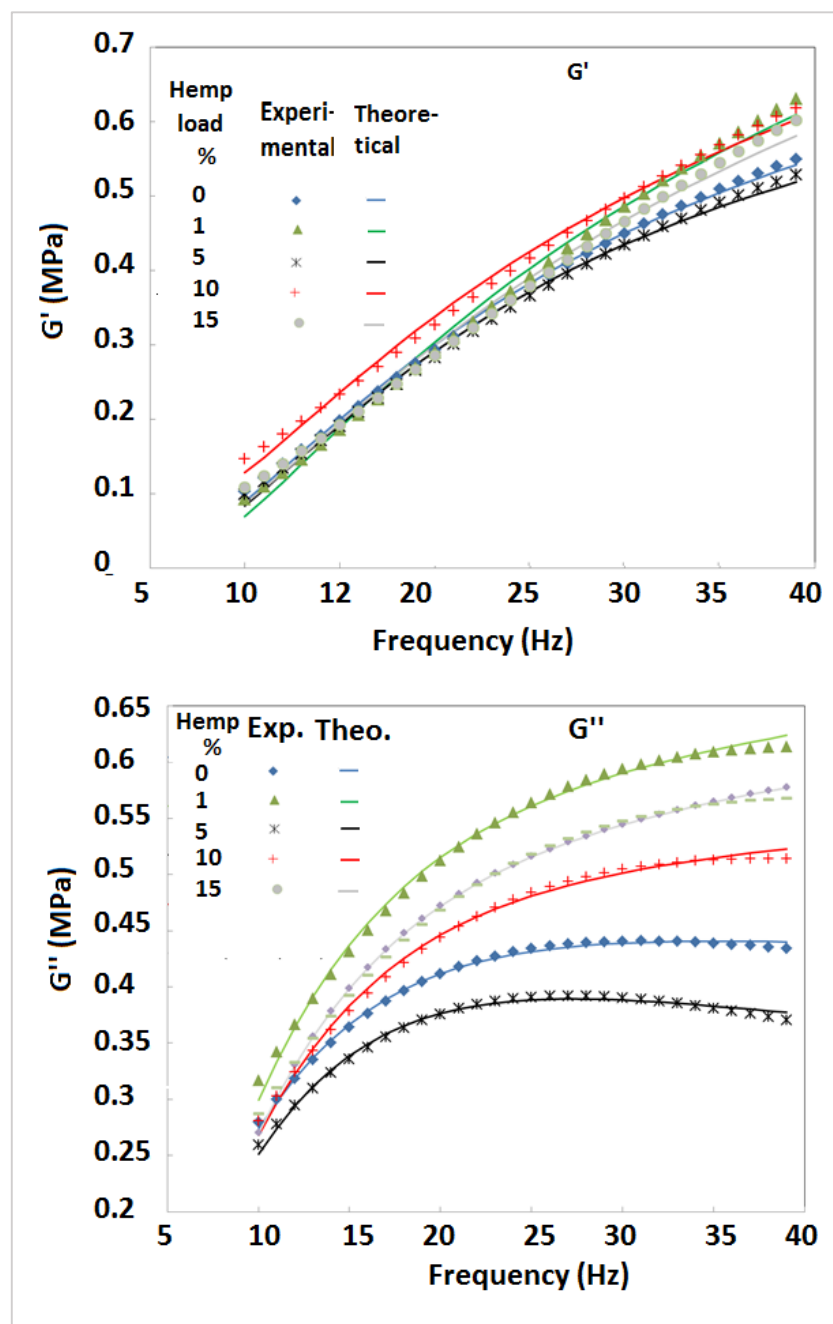 0.7
0.6
0.5
0.4
0.3
0.2
0.1
0
G' (MPa)
G'
Hemp load %
Experi-mental
Theore-tical
0
1
5
10
15
5 10 12 20 25 30 35 40
Frequency (Hz)
0.65
0.6
0.55
0.5
0.45
0.4
0.35
0.3
0.25
0.2
G'' (MPa)
Hemp %
Exp. Theo.
G''
0
1
5
10
15
5 10 15 20 25 30 35 40
Frequency (Hz)